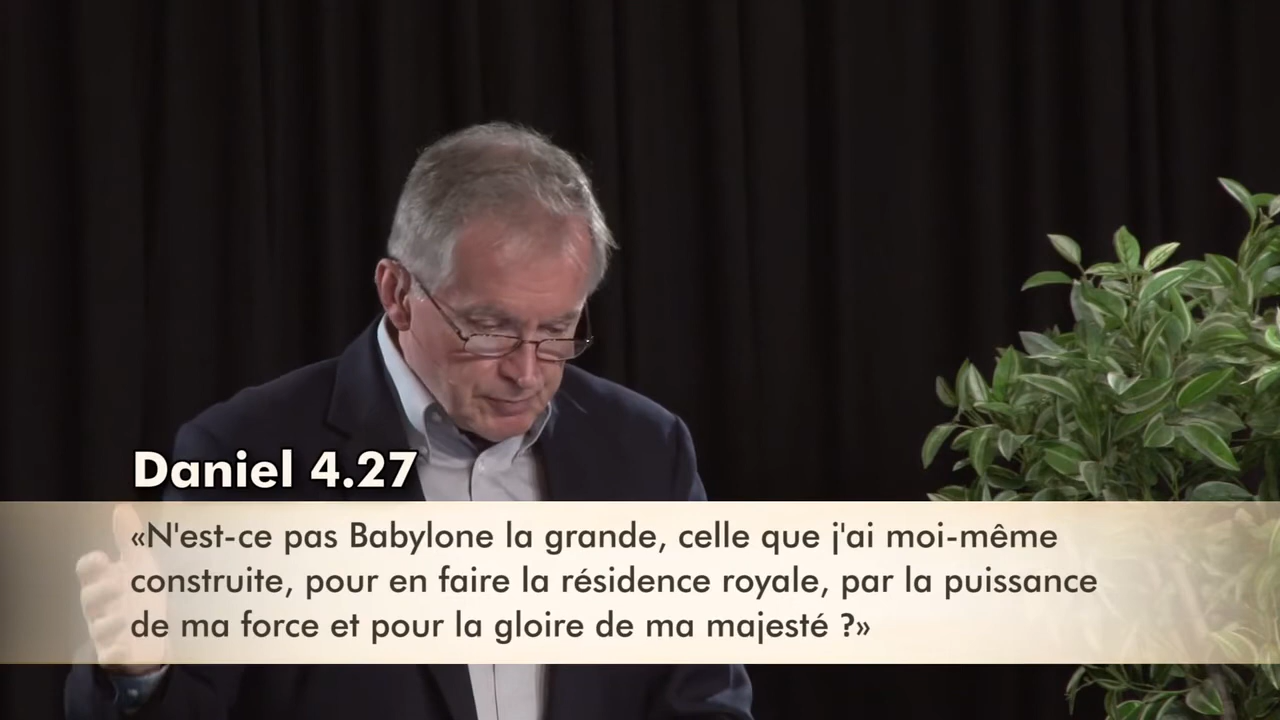 Daniel 4.27
«N'est-ce pas Babylone la grande, celle que j'ai moi-même
construite, pour en faire la résidence royale, par la puissance
de ma force et pour la gloire de ma majesté ?»